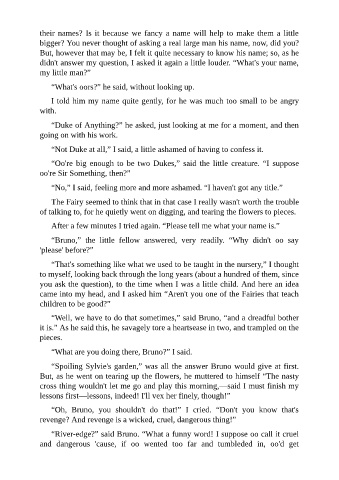 their names? Is it because we fancy a name will help to make them a little
bigger? You never thought of asking a real large man his name, now, did you?
But, however that may be, I felt it quite necessary to know his name; so, as he
didn't answer my question, I asked it again a little louder. “What's your name,
my little man?”
“What's oors?” he said, without looking up.
I told him my name quite gently, for he was much too small to be angry
with.
“Duke of Anything?” he asked, just looking at me for a moment, and then
going on with his work.
“Not Duke at all,” I said, a little ashamed of having to confess it.
“Oo're big enough to be two Dukes,” said the little creature. “I suppose
oo're Sir Something, then?”
“No,” I said, feeling more and more ashamed. “I haven't got any title.”
The Fairy seemed to think that in that case I really wasn't worth the trouble
of talking to, for he quietly went on digging, and tearing the flowers to pieces.
After a few minutes I tried again. “Please tell me what your name is.”
“Bruno,” the little fellow answered, very readily. “Why didn't oo say
'please' before?”
“That's something like what we used to be taught in the nursery,” I thought
to myself, looking back through the long years (about a hundred of them, since
you ask the question), to the time when I was a little child. And here an idea
came into my head, and I asked him “Aren't you one of the Fairies that teach
children to be good?”
“Well, we have to do that sometimes,” said Bruno, “and a dreadful bother
it is.” As he said this, he savagely tore a heartsease in two, and trampled on the
pieces.
“What are you doing there, Bruno?” I said.
“Spoiling Sylvie's garden,” was all the answer Bruno would give at first.
But, as he went on tearing up the flowers, he muttered to himself “The nasty
cross thing wouldn't let me go and play this morning,—said I must finish my
lessons first—lessons, indeed! I'll vex her finely, though!”
“Oh, Bruno, you shouldn't do that!” I cried. “Don't you know that's
revenge? And revenge is a wicked, cruel, dangerous thing!”
“River-edge?” said Bruno. “What a funny word! I suppose oo call it cruel
and dangerous 'cause, if oo wented too far and tumbleded in, oo'd get